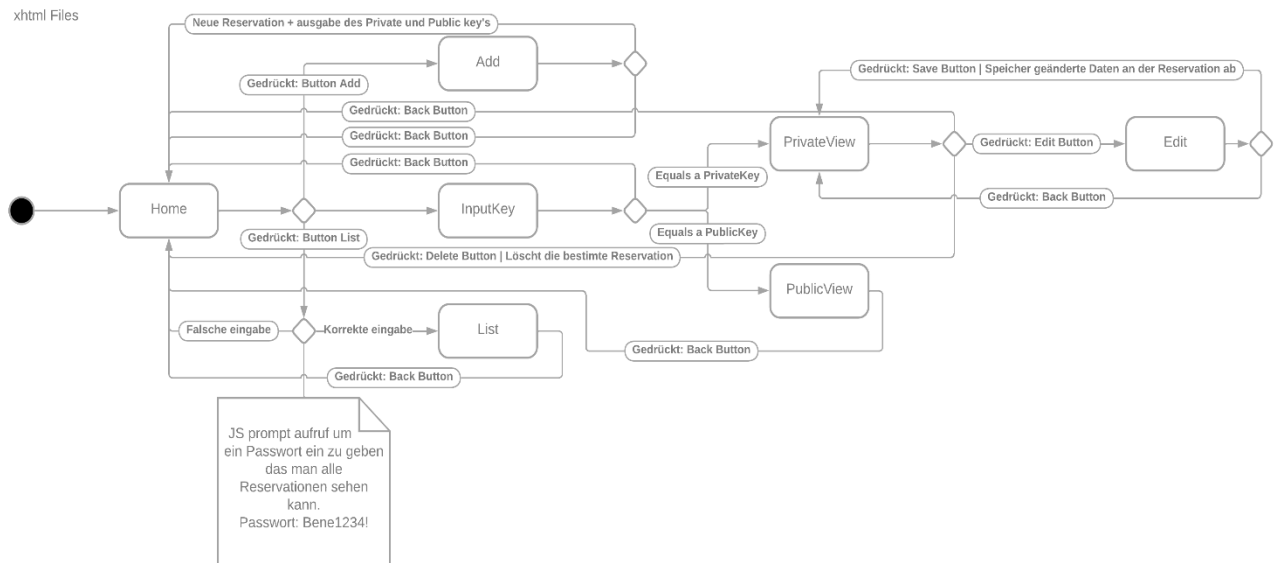 xhtml Files
Neue Reservation + ausgabe des Private und Public key's
Add
Gedrückt: Button Add
Gedrückt: Save Button | Speicher geänderte Daten an der Reservation ab
Gedrückt: Back Button
Gedrückt: Back Button
PrivateView
Gedrückt: Edit Button
Edit
Gedrückt: Back Button
Equals a PrivateKey
Gedrückt: Back Button
Home
InputKey
Equals a PublicKey
Gedrückt: Button List
Gedrückt: Delete Button | Löscht die bestimte Reservation
PublicView
Falsche eingabe
Korrekte eingabe
List
Gedrückt: Back Button
Gedrückt: Back Button
JS prompt aufruf um
ein Passwort ein zu geben
das man alle
Reservationen sehen
kann.
Passwort: Bene1234!